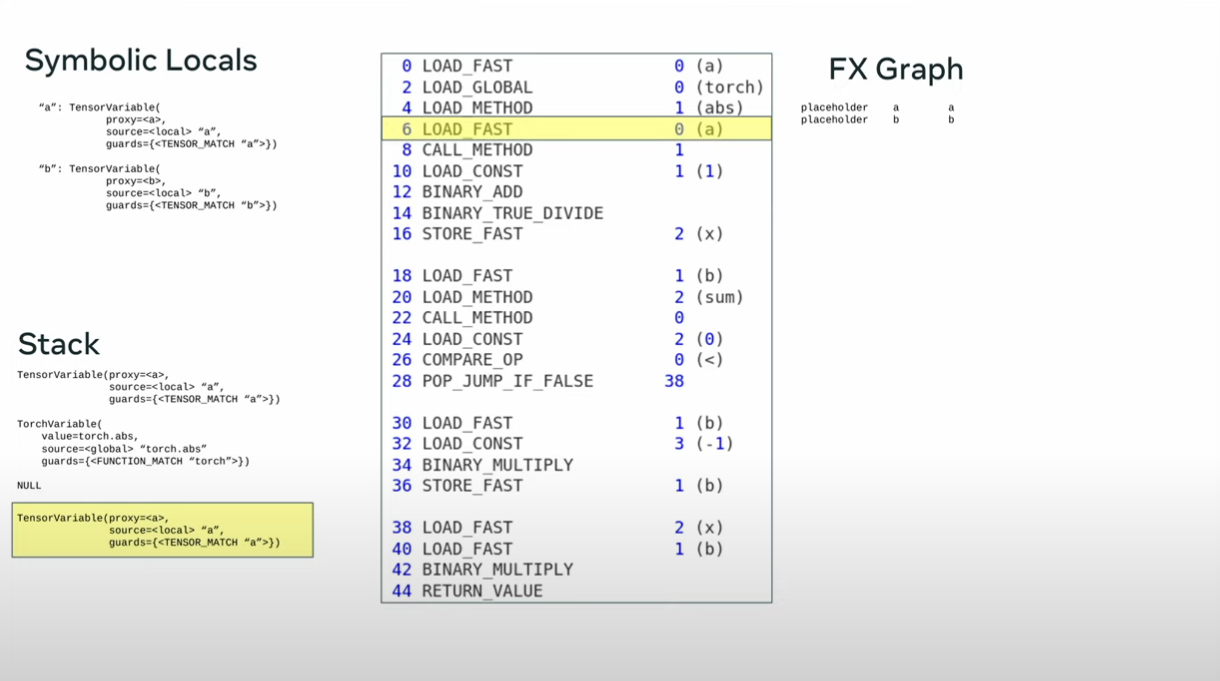 Symbolic Locals
“a”: TensorVariable(
proxy=<a>,
source=<local> “a”,
guards={<TENSOR_MATCH “a”>})
“b”: TensorVariable(
proxy=<b>,
source=<local> “b”,
guards={<TENSOR_MATCH “b”>})
Stack
TensorVariable(proxy=<a>,
source=<local> “a”,
guards={<TENSOR_MATCH “a”>})
TorchVariable(
value=torch.abs,
source=<global> “torch.abs”
guards={<FUNCTION_MATCH “torch”>})
NULL
TensorVariable(proxy=<a>,
source=<local> “a”,
guards={<TENSOR_MATCH “a”>})
0 LOAD_FAST 0 (a)
2 LOAD_GLOBAL 0 (torch)
4 LOAD_METHOD 1 (abs)
6 LOAD_FAST 0 (a)
8 CALL_METHOD 1
10 LOAD_CONST 1 (1)
12 BINARY_ADD
14 BINARY_TRUE_DIVIDE
16 STORE_FAST 2 (x)
18 LOAD_FAST 1 (b)
20 LOAD_METHOD 2 (sum)
22 CALL_METHOD 0
24 LOAD_CONST 2 (0)
26 COMPARE_OP 0 (<)
28 POP_JUMP_IF_FALSE 38
30 LOAD_FAST 1 (b)
32 LOAD_CONST 3 (-1)
34 BINARY_MULTIPLY
36 STORE_FAST 1 (b)
38 LOAD_FAST 2 (x)
40 LOAD_FAST 1 (b)
42 BINARY_MULTIPLY
44 RETURN_VALUE
FX Graph
placeholder a a
placeholder b b